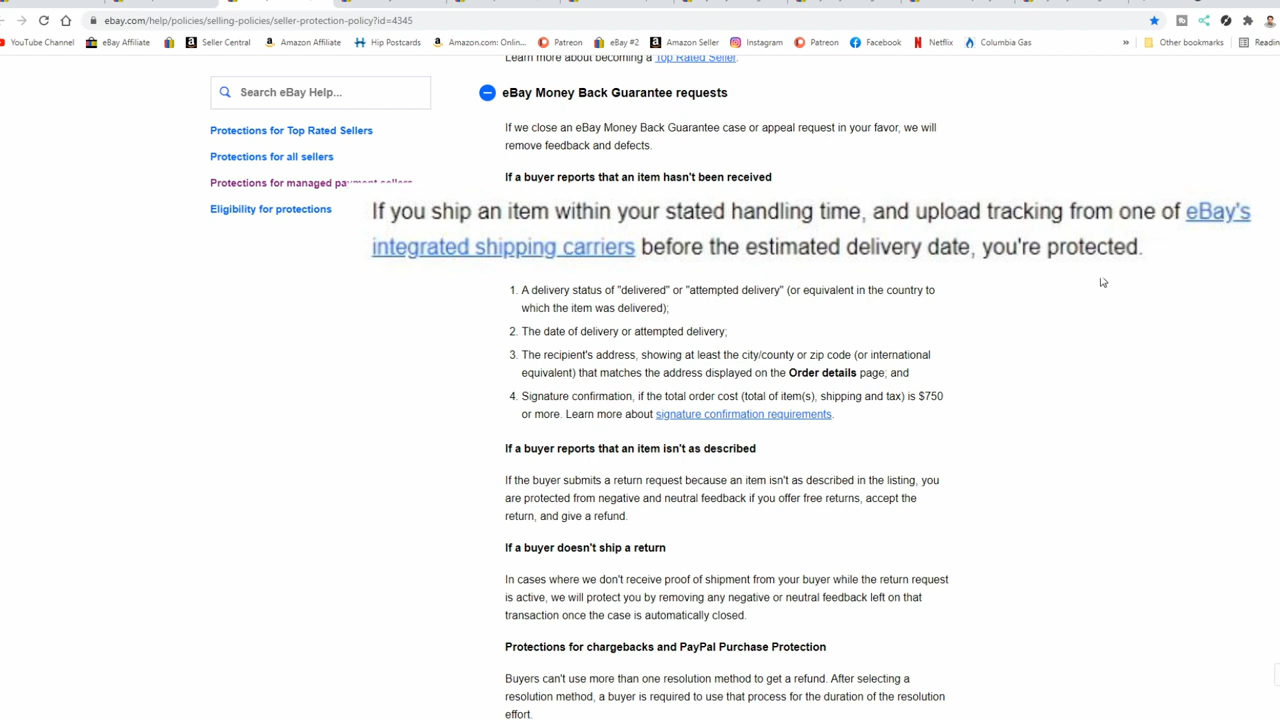 ebay.com/help/policies/selling-policies/seller-protection-policy?id=4345
YouTube Channel eBay Affiliate Seller Central Amazon Affiliate Hip Postcards Amazon.com: Onlin... Patreon eBay #2 Amazon Seller Instagram Patreon Facebook Netflix Columbia Gas » Other bookmarks
Learn more about becoming a Top Rated Seller.
Search eBay Help...
Protections for Top Rated Sellers
Protections for all sellers
Protections for managed payment sellers
Eligibility for protections
eBay Money Back Guarantee requests
If we close an eBay Money Back Guarantee case or appeal request in your favor, we will
remove feedback and defects.
If a buyer reports that an item hasn't been received
If you ship an item within your stated handling time, and upload tracking from one of eBay's
integrated shipping carriers before the estimated delivery date, you're protected.
1. A delivery status of "delivered" or "attempted delivery" (or equivalent in the country to
which the item was delivered);
2. The date of delivery or attempted delivery;
3. The recipient's address, showing at least the city/county or zip code (or international
equivalent) that matches the address displayed on the Order details page; and
4. Signature confirmation, if the total order cost (total of item(s), shipping and tax) is $750
or more. Learn more about signature confirmation requirements.
If a buyer reports that an item isn't as described
If the buyer submits a return request because an item isn't as described in the listing, you
are protected from negative and neutral feedback if you offer free returns, accept the
return, and give a refund.
If a buyer doesn't ship a return
In cases where we don't receive proof of shipment from your buyer while the return request
is active, we will protect you by removing any negative or neutral feedback left on that
transaction once the case is automatically closed.
Protections for chargebacks and PayPal Purchase Protection
Buyers can't use more than one resolution method to get a refund. After selecting a
resolution method, a buyer is required to use that process for the duration of the resolution
effort.